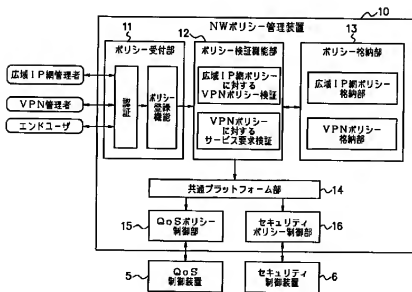 10
NWポリシー管理装置
11
ポリシー受付部
12
ポリシー検証機能部
13
ポリシー格納部
広域IP網管理者
VPN管理者
エンドユーザ
認証
ポリシー
登録
機能
広域IP網ポリシー
に対する
VPNポリシー検証
VPN
ポリシー
に対する
サービス要求検証
広域IP網ポリシー
格納部
VPNポリシー
格納部
共通プラットフォーム部
14
15
QoSポリシー
制御部
セキュリティ
ポリシー制御部
16
5
QoS
制御装置
セキュリティ
制御装置
6